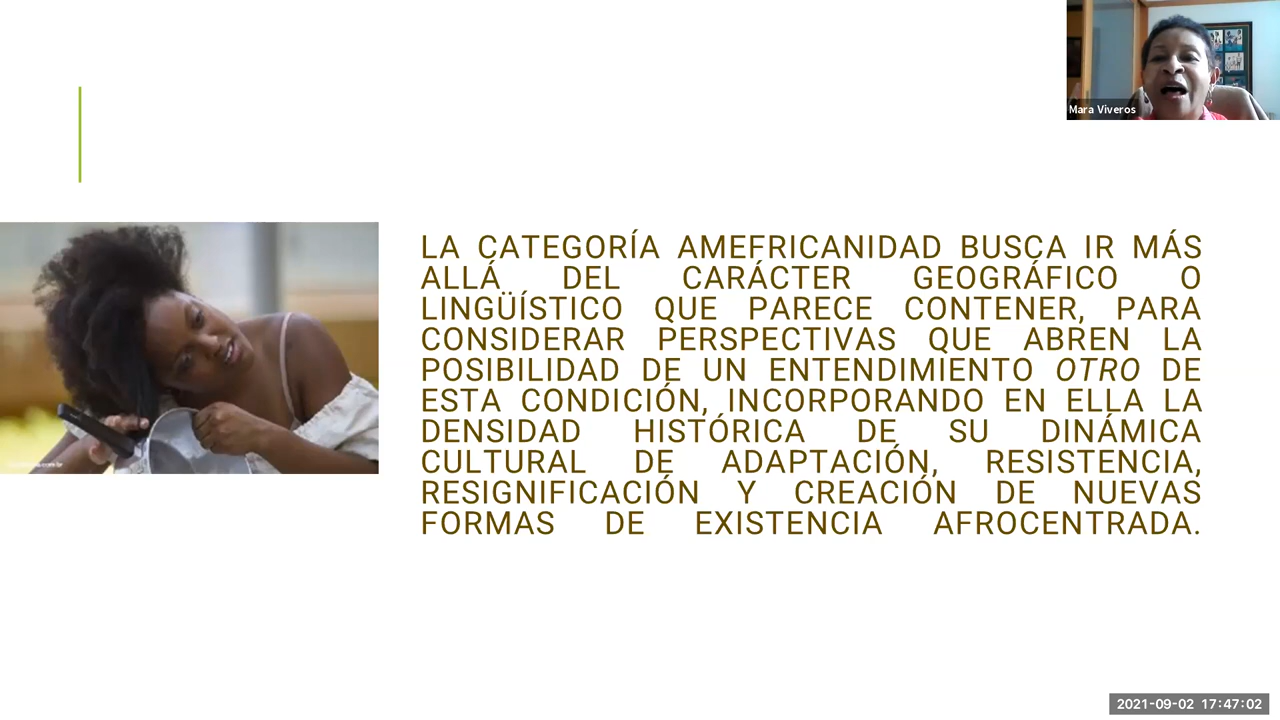 Mara Viveros
LA CATEGORÍA AMEFRICANIDAD BUSCA IR MÁS
ALLÁ DEL CARÁCTER GEOGRÁFICO O
LINGÜÍSTICO QUE PARECE CONTENER, PARA
CONSIDERAR PERSPECTIVAS QUE ABREN LA
POSIBILIDAD DE UN ENTENDIMIENTO OTRO DE
ESTA CONDICIÓN, INCORPORANDO EN ELLA LA
DENSIDAD HISTÓRICA DE SU DINÁMICA
CULTURAL DE ADAPTACIÓN, RESISTENCIA,
RESIGNIFICACIÓN Y CREACIÓN DE NUEVAS
FORMAS DE EXISTENCIA AFROCENTRADA.
2021-09-02 17:47:02